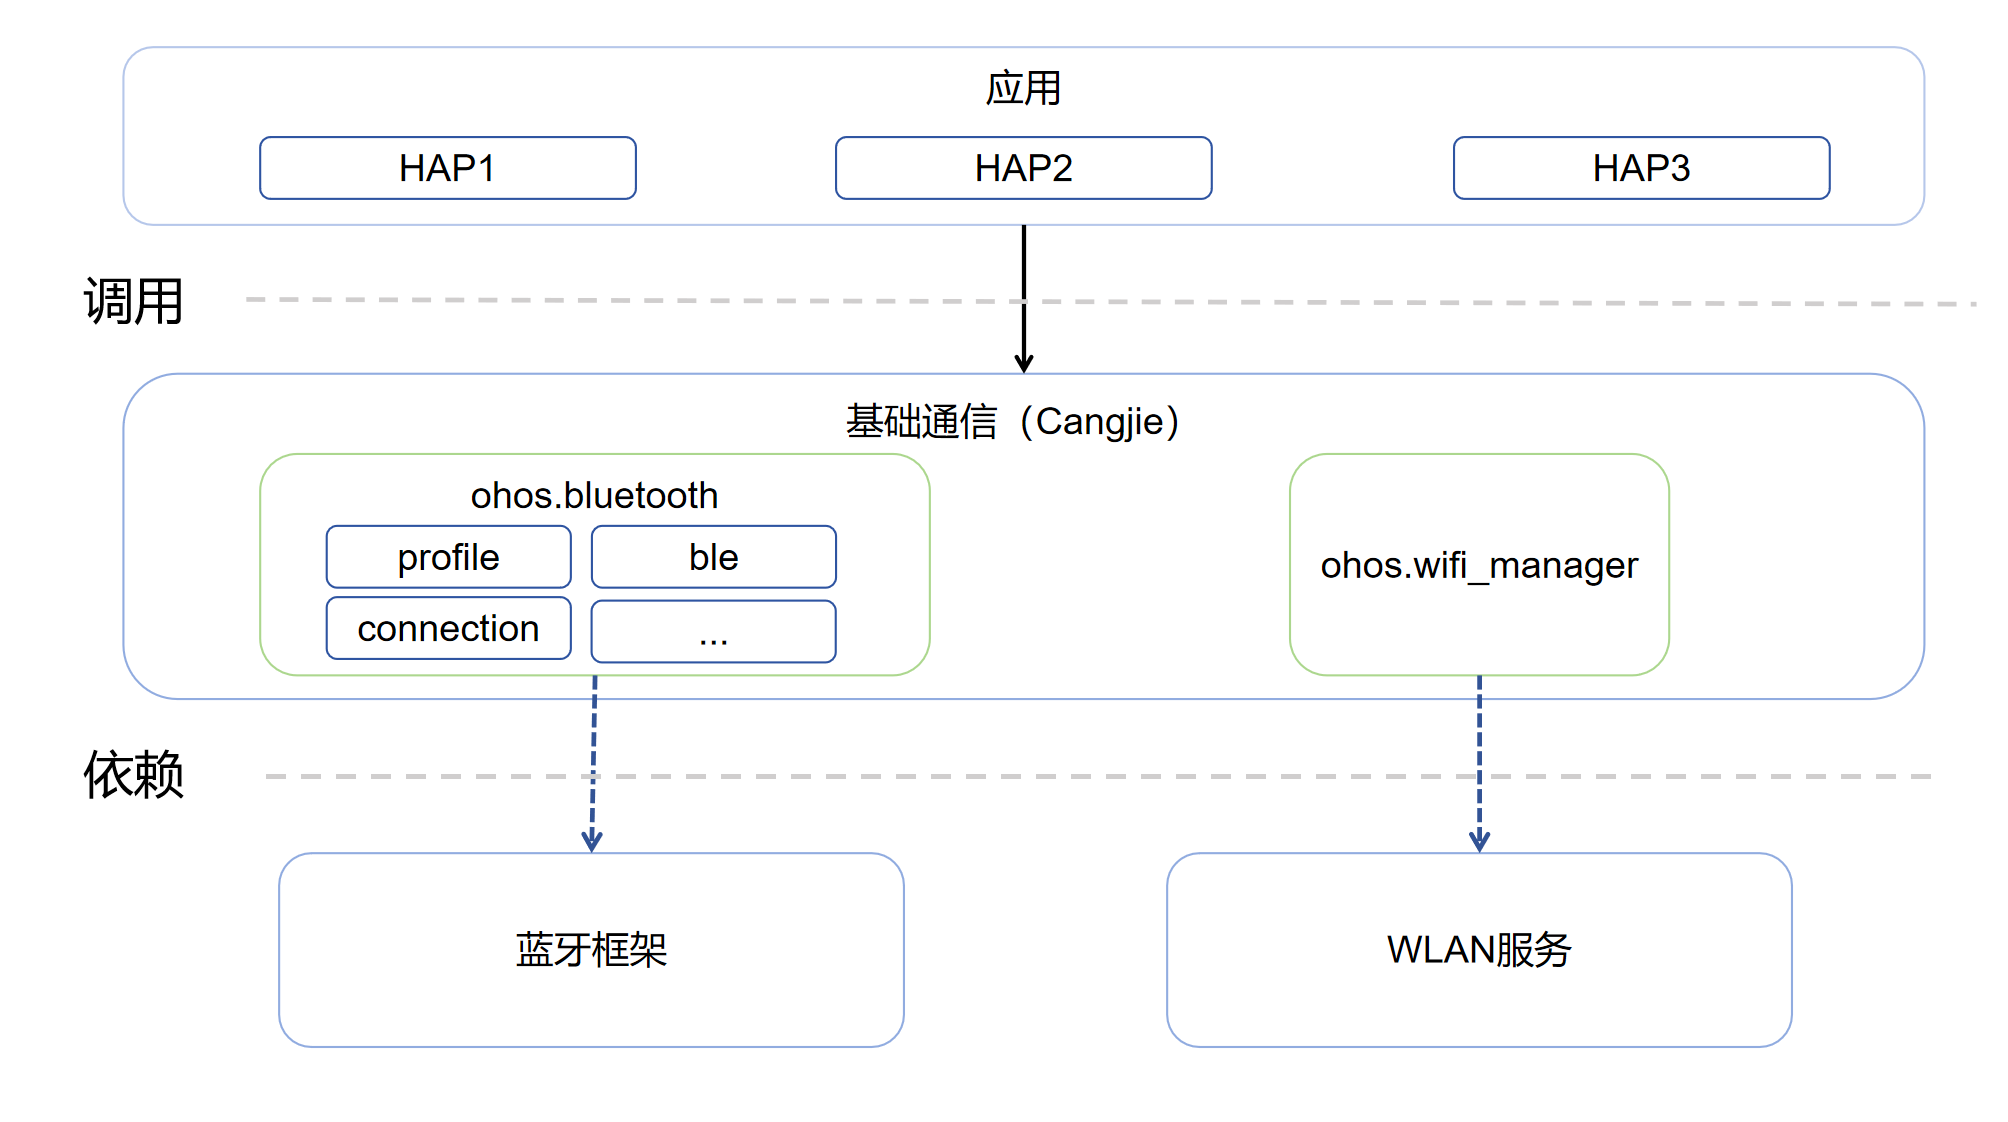 应用
HAP1
HAP2
HAP3
调用
基础通信（Cangjie）
ohos.bluetooth
profile
ble
connection
...
ohos.wifi_manager
依赖
蓝牙框架
WLAN服务